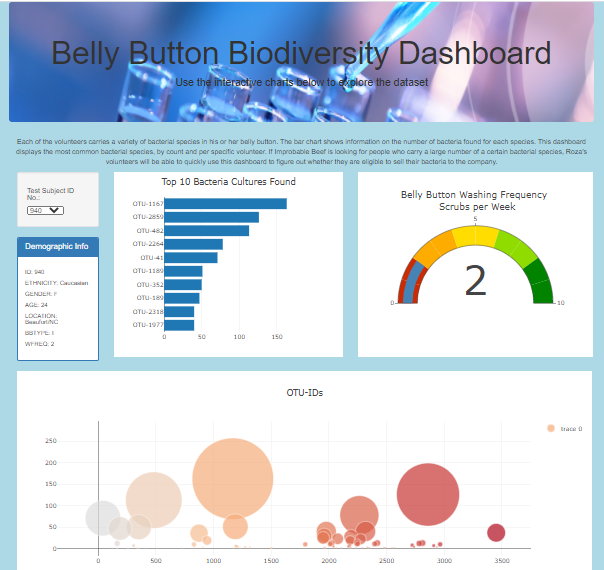 Belly Button Biodiversity Dashboard
Use the interactive charts below to explore the dataset
Each of the volunteers carries a variety of bacterial species in his or her belly button. The bar chart shows information on the number of bacteria found for each species. This dashboard
displays the most common bacterial species, by count and per specific volunteer. If Improbable Beef is looking for people who carry a large number of a certain bacterial species, Roza's
volunteers will be able to quickly use this dashboard to figure out whether they are eligible to sell their bacteria to the company.
Test Subject ID
No.:
940
Demographic Info
ID: 940
ETHNICITY: Caucasian
GENDER: F
AGE: 24
LOCATION:
Beaufort/NC
BBTYPE: I
WFREQ: 2
Top 10 Bacteria Cultures Found
OTU-1167
OTU-2859
OTU-482
OTU-2264
OTU-41
OTU-1189
OTU-352
OTU-189
OTU-2318
OTU-1977
0 50 100 150
Belly Button Washing Frequency
Scrubs per Week
5
2
0 10
OTU-IDs
trace 0
250
200
150
100
50
0
0 500 1000 1500 2000 2500 3000 3500